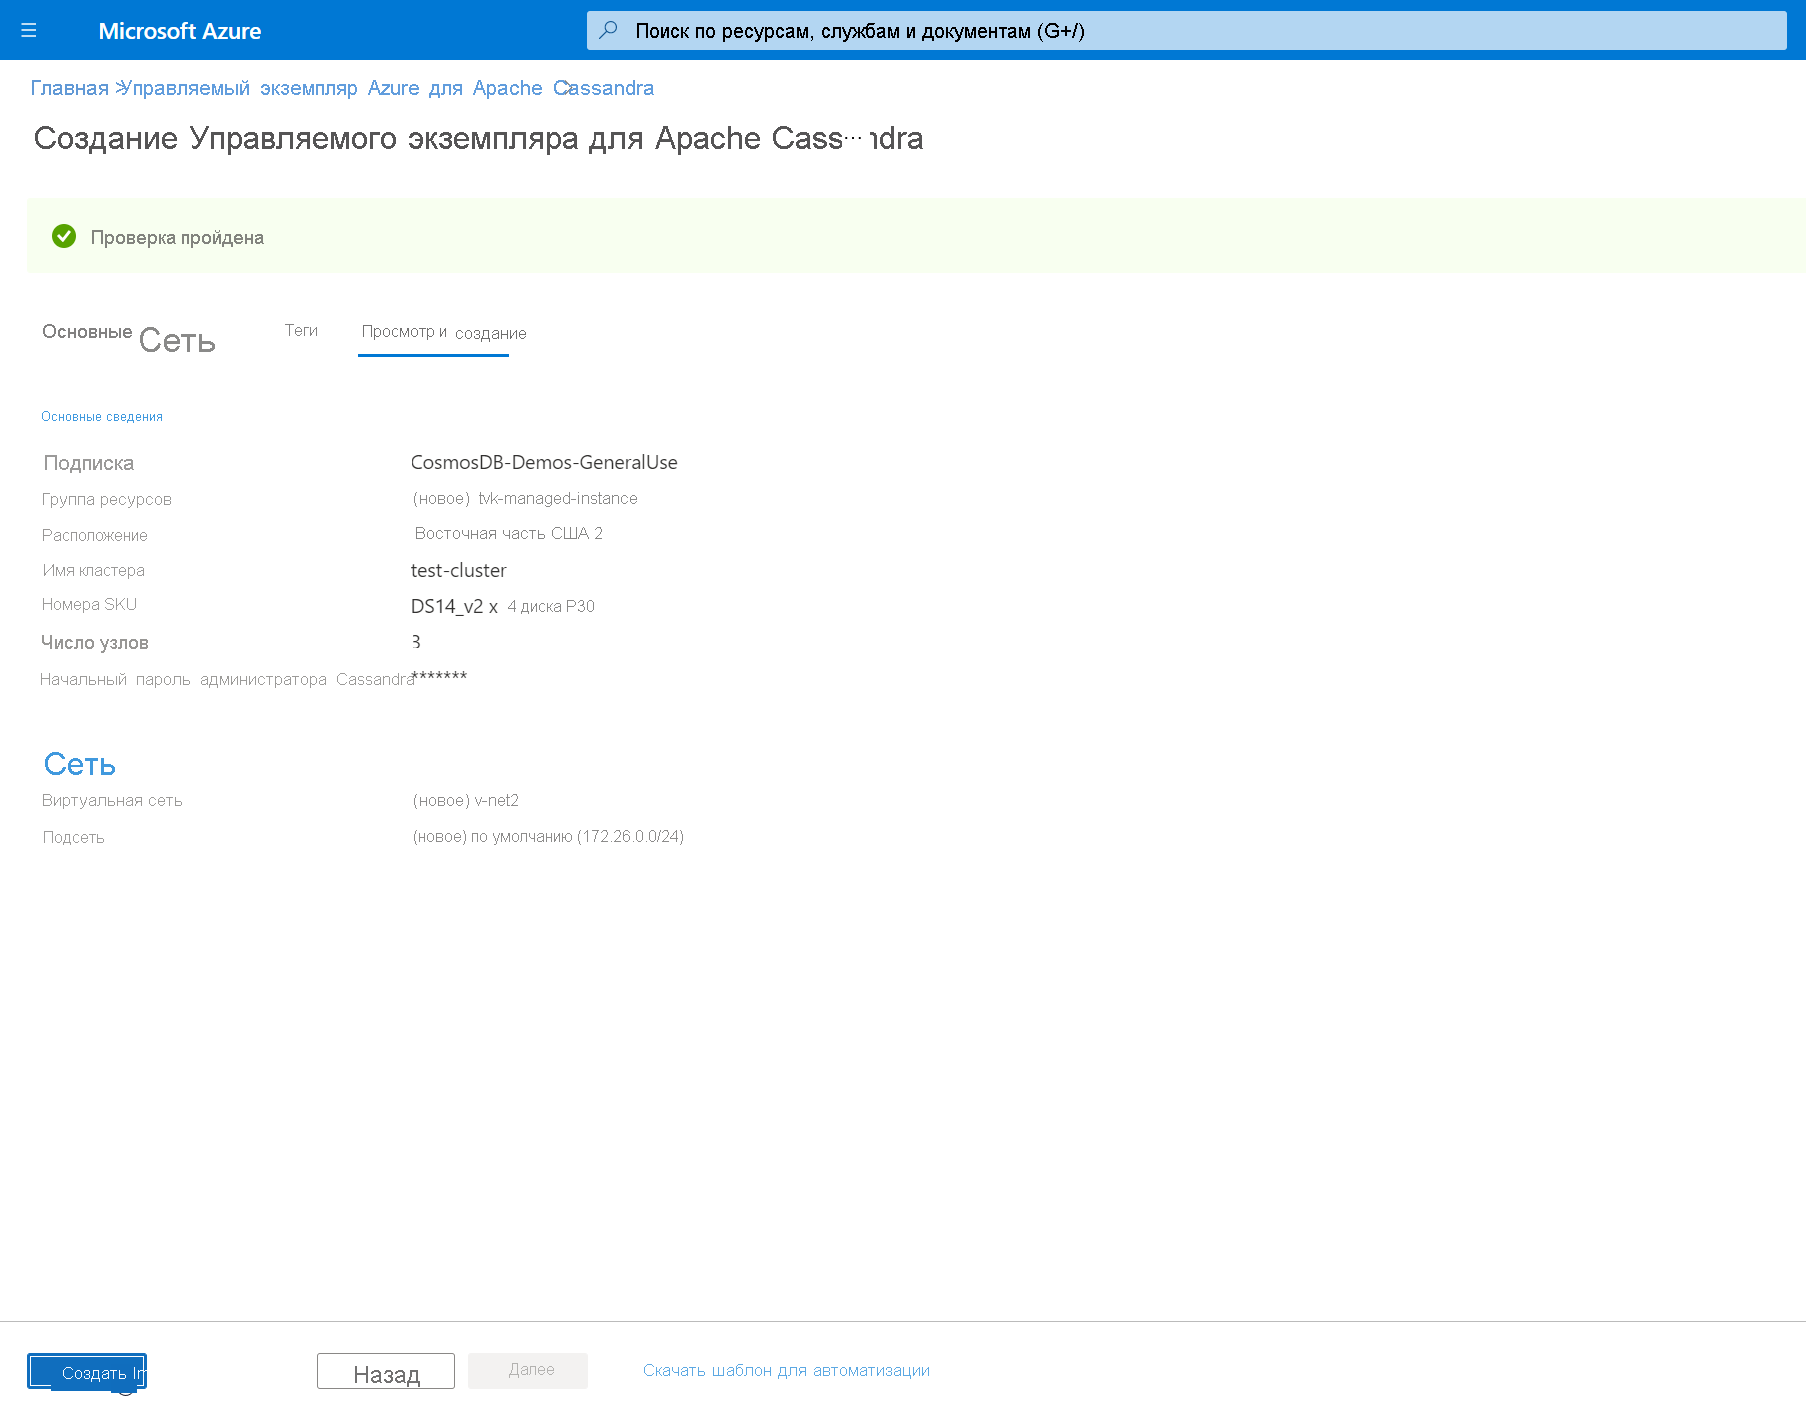 Microsoft Azure
Поиск по ресурсам, службам и документам (G+/)
Главная > Управляемый экземпляр Azure для Apache Cassandra >
Создание Управляемого экземпляра для Apache Cass... ndra
Проверка пройдена
Основные Сеть Теги Просмотр и создание
Основные сведения
Подписка CosmosDB-Demos-GeneralUse
Группа ресурсов (новое) tvk-managed-instance
Расположение Восточная часть США 2
Имя кластера test-cluster
Номера SKU DS14_v2 x 4 диска P30
Число узлов 3
Начальный пароль администратора Cassandra *******
Сеть
Виртуальная сеть (новое) v-net2
Подсеть (новое) по умолчанию (172.26.0.0/24)
Создать Назад Далее Скачать шаблон для автоматизации